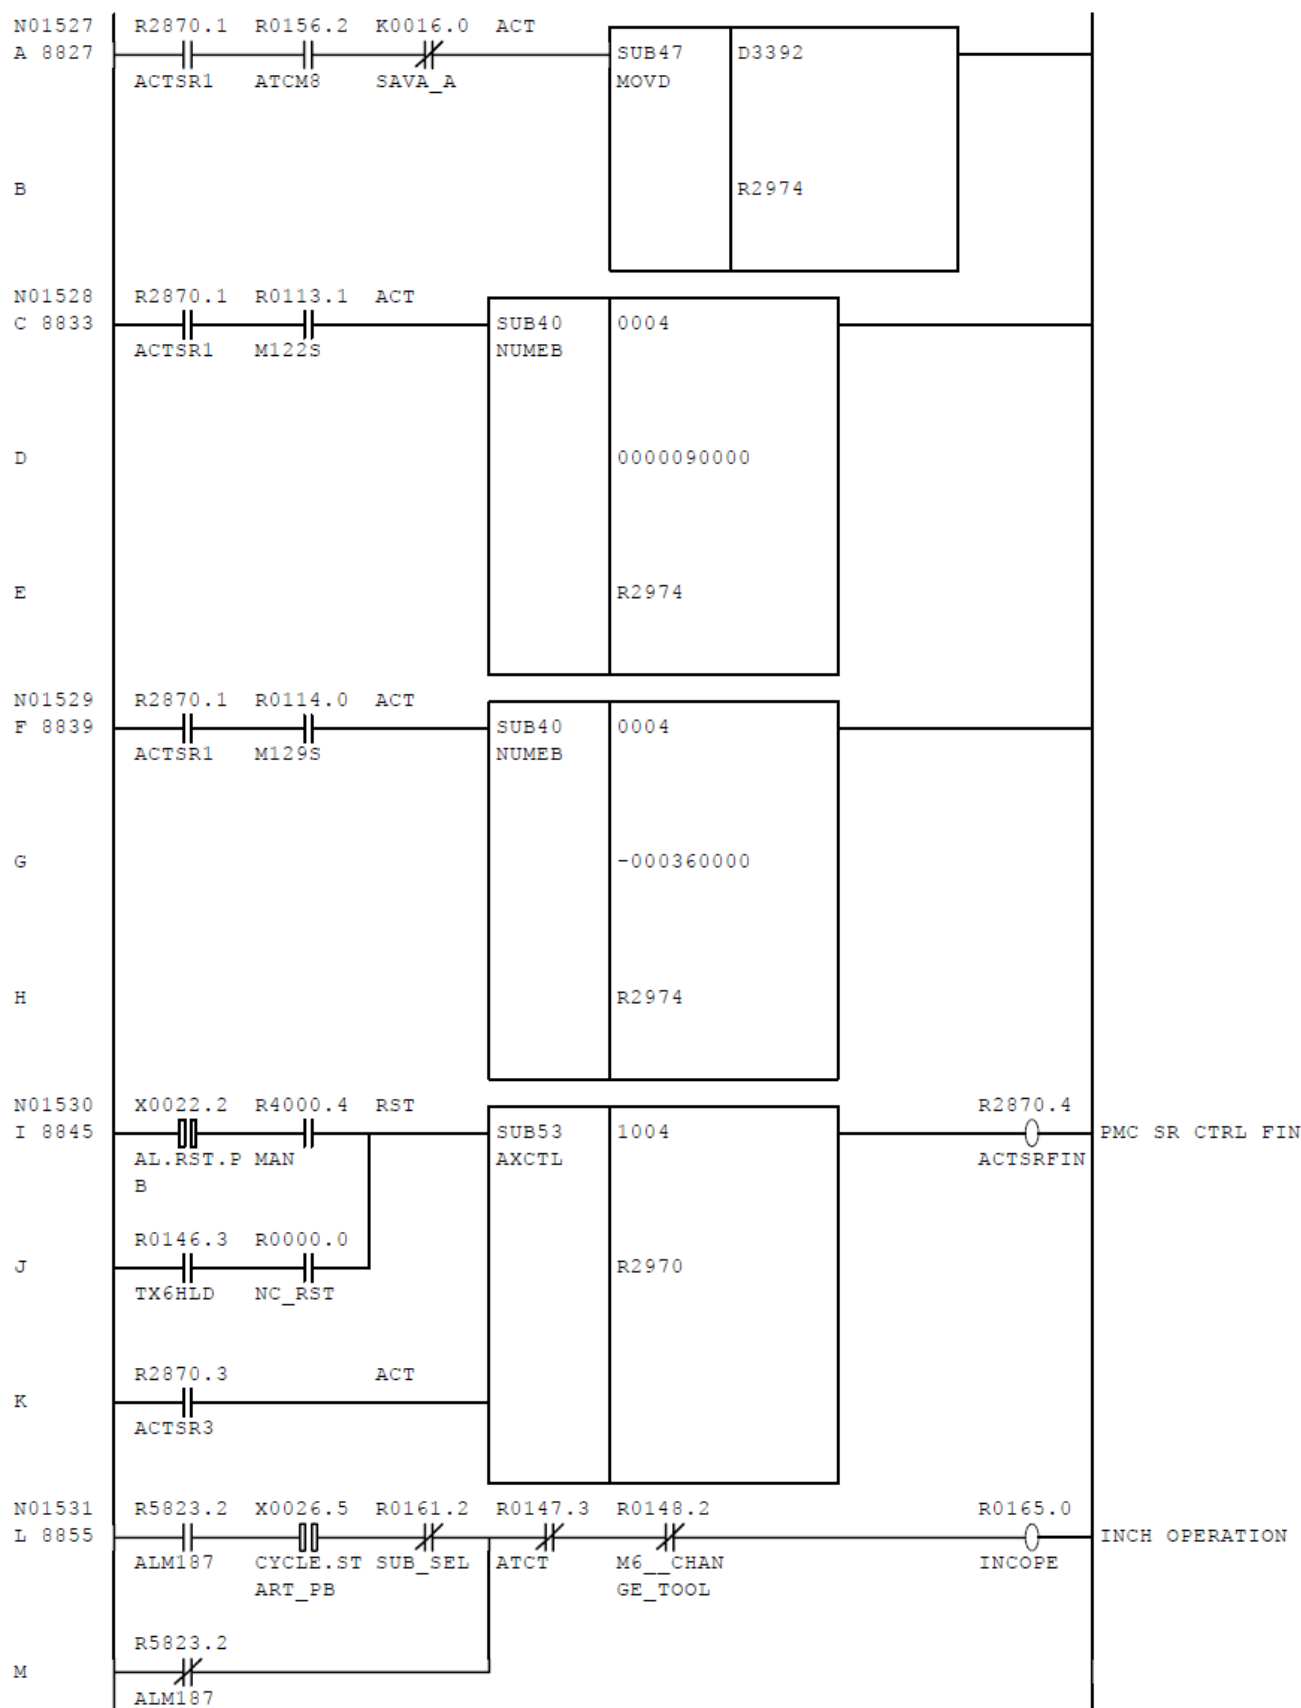 N01527 R2870.1 R0156.2 K0016.0 ACT
A 8827 SUB47 D3392
ACTSR1 ATCM8 SAVA_A MOVD
B R2974
N01528 R2870.1 R0113.1 ACT
C 8833 SUB40 0004
ACTSR1 M122S NUMEB
D 0000090000
E R2974
N01529 R2870.1 R0114.0 ACT
F 8839 SUB40 0004
ACTSR1 M129S NUMEB
G -000360000
H R2974
N01530 X0022.2 R4000.4 RST R2870.4
I 8845 SUB53 1004 PMC SR CTRL FIN
AL.RST.P MAN AXCTL ACTSRFIN
B
R0146.3 R0000.0
J R2970
TX6HLD NC_RST
R2870.3 ACT
K
ACTSR3
N01531 R5823.2 X0026.5 R0161.2 R0147.3 R0148.2 R0165.0
L 8855 INCH OPERATION
ALM187 CYCLE.ST SUB_SEL ATCT M6__CHAN INCOPE
ART_PB GE_TOOL
R5823.2
M
ALM187